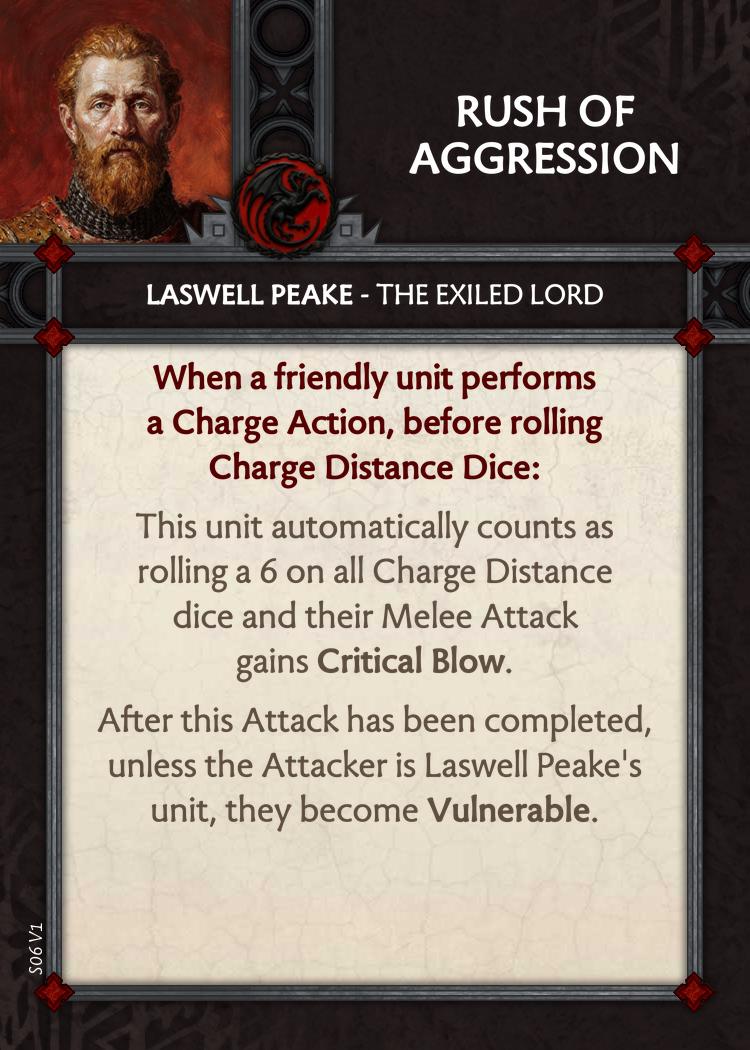 RUSH OF
AGGRESSION
LASWELL PEAKE - THE EXILED LORD
When a friendly unit performs
a Charge Action, before rolling
Charge Distance Dice:
This unit automatically counts as
rolling a 6 on all Charge Distance
dice and their Melee Attack
gains Critical Blow.
After this Attack has been completed,
unless the Attacker is Laswell Peake's
unit, they become Vulnerable.
S06 V1